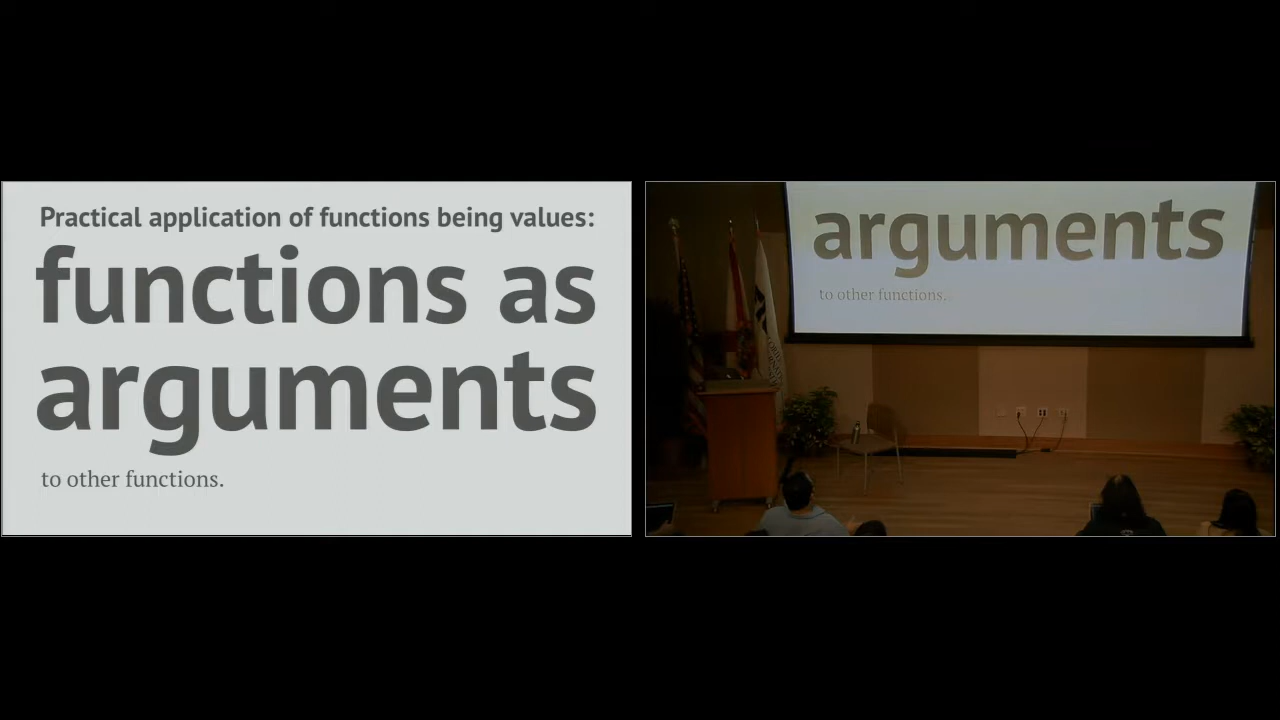 Practical application of functions being values:
functions as
arguments
to other functions.
arguments
to other functions.